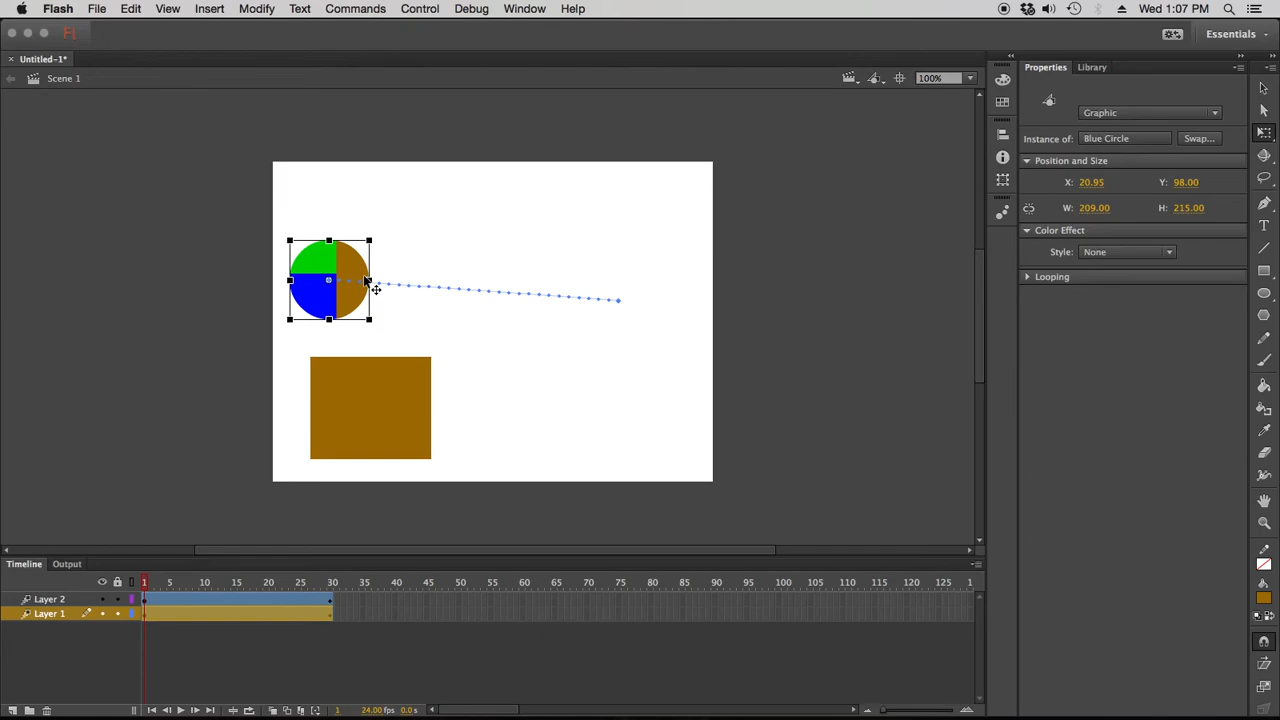 Flash File Edit View Insert Modify Text Commands Control Debug Window Help Wed 1:07 PM
Fl Essentials
× Untitled-1*
Scene 1 100%
Properties Library
Graphic
Instance of: Blue Circle Swap...
Position and Size
X: 20.95 Y: 98.00
W: 209.00 H: 215.00
Color Effect
Style: None
Looping
Timeline Output
1 5 10 15 20 25 30 35 40 45 50 55 60 65 70 75 80 85 90 95 100 105 110 115 120 125 1
Layer 2
Layer 1
1 24.00 fps 0.0 s